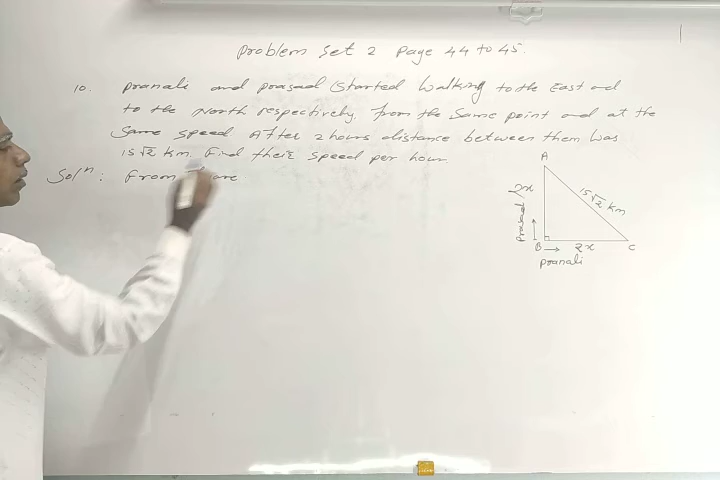 Problem Set 2 Page 44 to 45.
10. Pranali and Prasad Started Walking to the East and
to the North respectively, from the Same point and at the
Same Speed After 2 hours distance between them was
15√2 km. Find their Speed per hour
Solⁿ: From
A
2x
Prasad
15√2 km
B
2x
C
Pranali